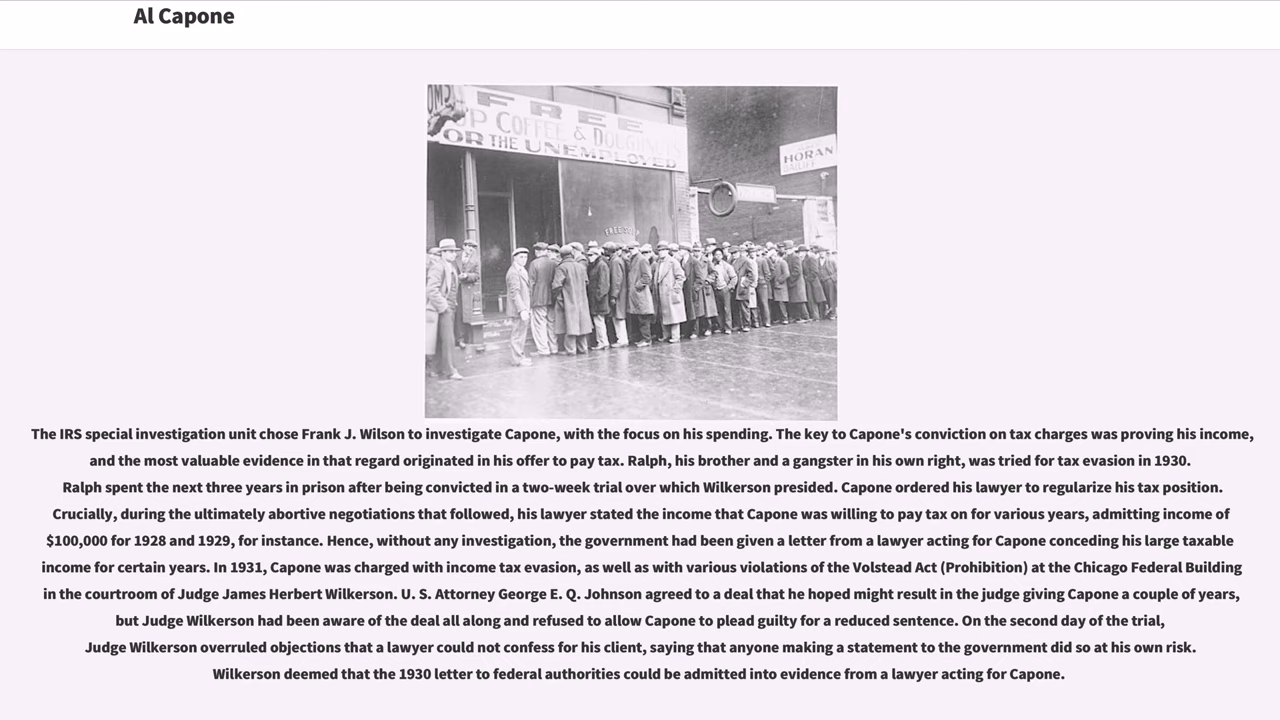 Al Capone
FREE
UP COFFEE & DOUGHNUTS
OR THE UNEMPLOYED
HORAN
BAILIFF
FREE SOUP
The IRS special investigation unit chose Frank J. Wilson to investigate Capone, with the focus on his spending. The key to Capone's conviction on tax charges was proving his income,
and the most valuable evidence in that regard originated in his offer to pay tax. Ralph, his brother and a gangster in his own right, was tried for tax evasion in 1930.
Ralph spent the next three years in prison after being convicted in a two-week trial over which Wilkerson presided. Capone ordered his lawyer to regularize his tax position.
Crucially, during the ultimately abortive negotiations that followed, his lawyer stated the income that Capone was willing to pay tax on for various years, admitting income of
$100,000 for 1928 and 1929, for instance. Hence, without any investigation, the government had been given a letter from a lawyer acting for Capone conceding his large taxable
income for certain years. In 1931, Capone was charged with income tax evasion, as well as with various violations of the Volstead Act (Prohibition) at the Chicago Federal Building
in the courtroom of Judge James Herbert Wilkerson. U. S. Attorney George E. Q. Johnson agreed to a deal that he hoped might result in the judge giving Capone a couple of years,
but Judge Wilkerson had been aware of the deal all along and refused to allow Capone to plead guilty for a reduced sentence. On the second day of the trial,
Judge Wilkerson overruled objections that a lawyer could not confess for his client, saying that anyone making a statement to the government did so at his own risk.
Wilkerson deemed that the 1930 letter to federal authorities could be admitted into evidence from a lawyer acting for Capone.